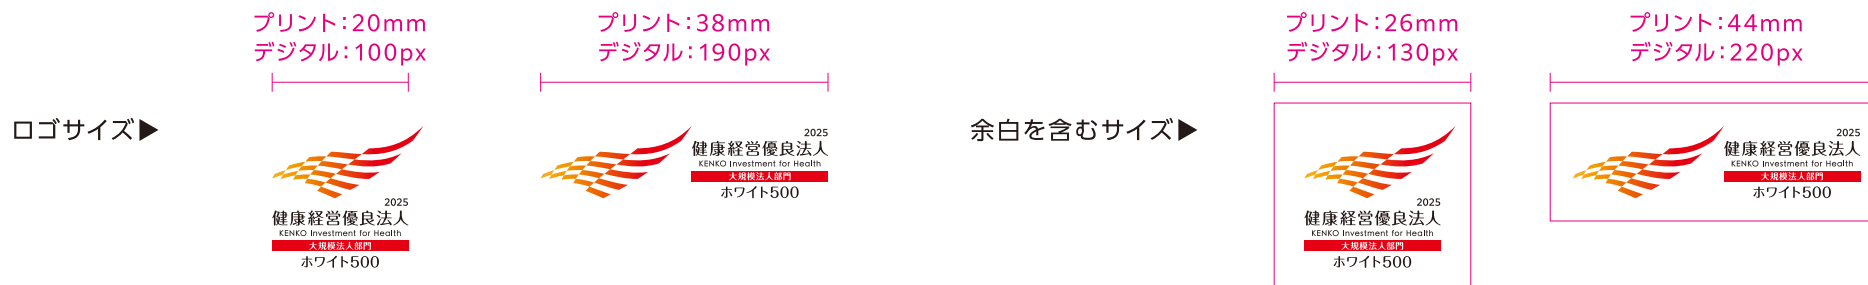 プリント：20mm
デジタル：100px
プリント：38mm
デジタル：190px
プリント：26mm
デジタル：130px
プリント：44mm
デジタル：220px
ロゴサイズ▶
2025
健康経営優良法人
KENKO Investment for Health
大規模法人部門
ホワイト500
2025
健康経営優良法人
KENKO Investment for Health
大規模法人部門
ホワイト500
余白を含むサイズ▶
2025
健康経営優良法人
KENKO Investment for Health
大規模法人部門
ホワイト500
2025
健康経営優良法人
KENKO Investment for Health
大規模法人部門
ホワイト500